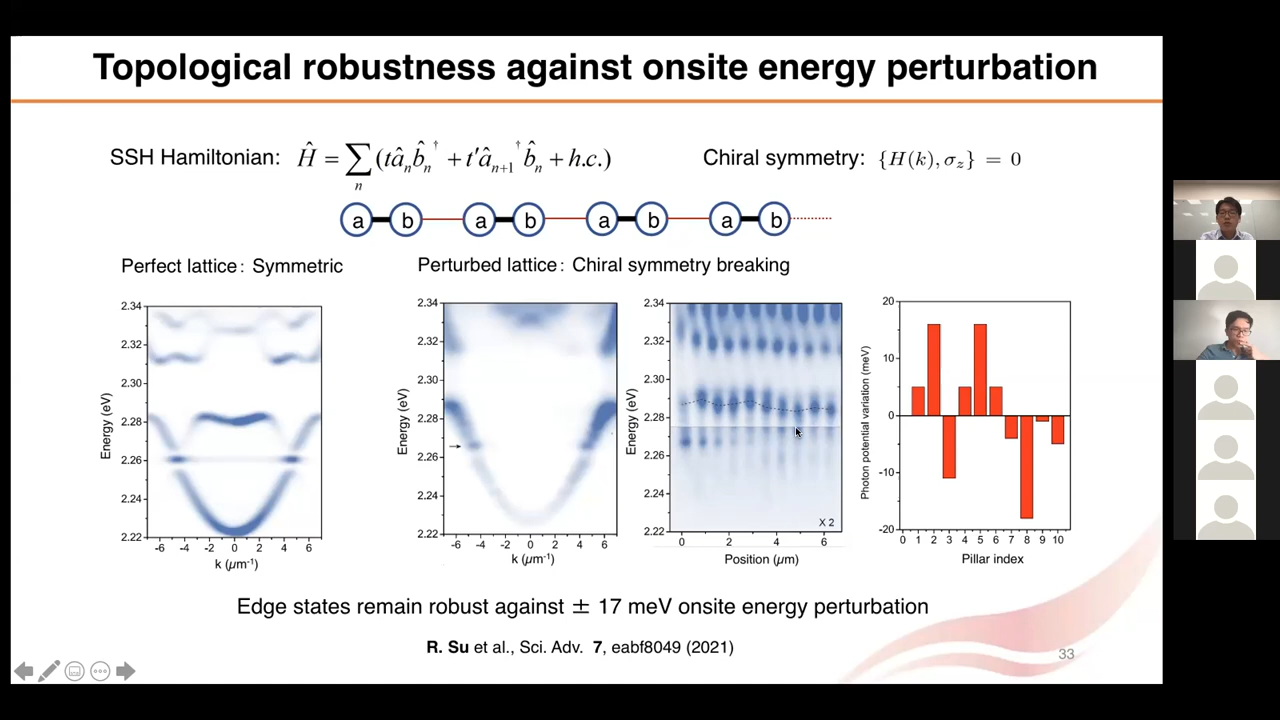 Topological robustness against onsite energy perturbation
SSH Hamiltonian: Ĥ = ∑ₙ (tâₙb̂ₙ† + t′âₙ₊₁†b̂ₙ + h.c.)
Chiral symmetry: {H(k), σ_z} = 0
a b a b a b a b
Perfect lattice: Symmetric
Perturbed lattice: Chiral symmetry breaking
2.34
2.32
2.30
2.28
2.26
2.24
2.22
Energy (eV)
-6 -4 -2 0 2 4 6
k (µm⁻¹)
2.34
2.32
2.30
2.28
2.26
2.24
2.22
Energy (eV)
-6 -4 -2 0 2 4 6
k (µm⁻¹)
2.34
2.32
2.30
2.28
2.26
2.24
2.22
Energy (eV)
X 2
0 2 4 6
Position (µm)
20
10
0
-10
-20
Photon potential variation (meV)
0 1 2 3 4 5 6 7 8 9 10
Pillar index
Edge states remain robust against ± 17 meV onsite energy perturbation
R. Su et al., Sci. Adv. 7, eabf8049 (2021)
33